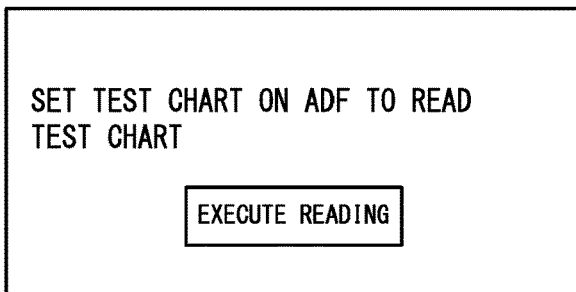 SET TEST CHART ON ADF TO READ
TEST CHART
EXECUTE READING